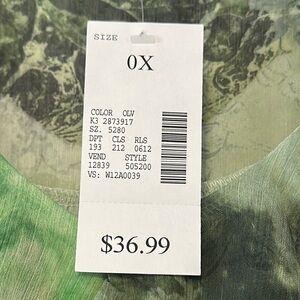 SIZE
0X
COLOR OLV
K3 2873917
SZ. 5280
DPT CLS RLS
193 212 0612
VEND STYLE
12839 505200
VS: W12A0039
$36.99